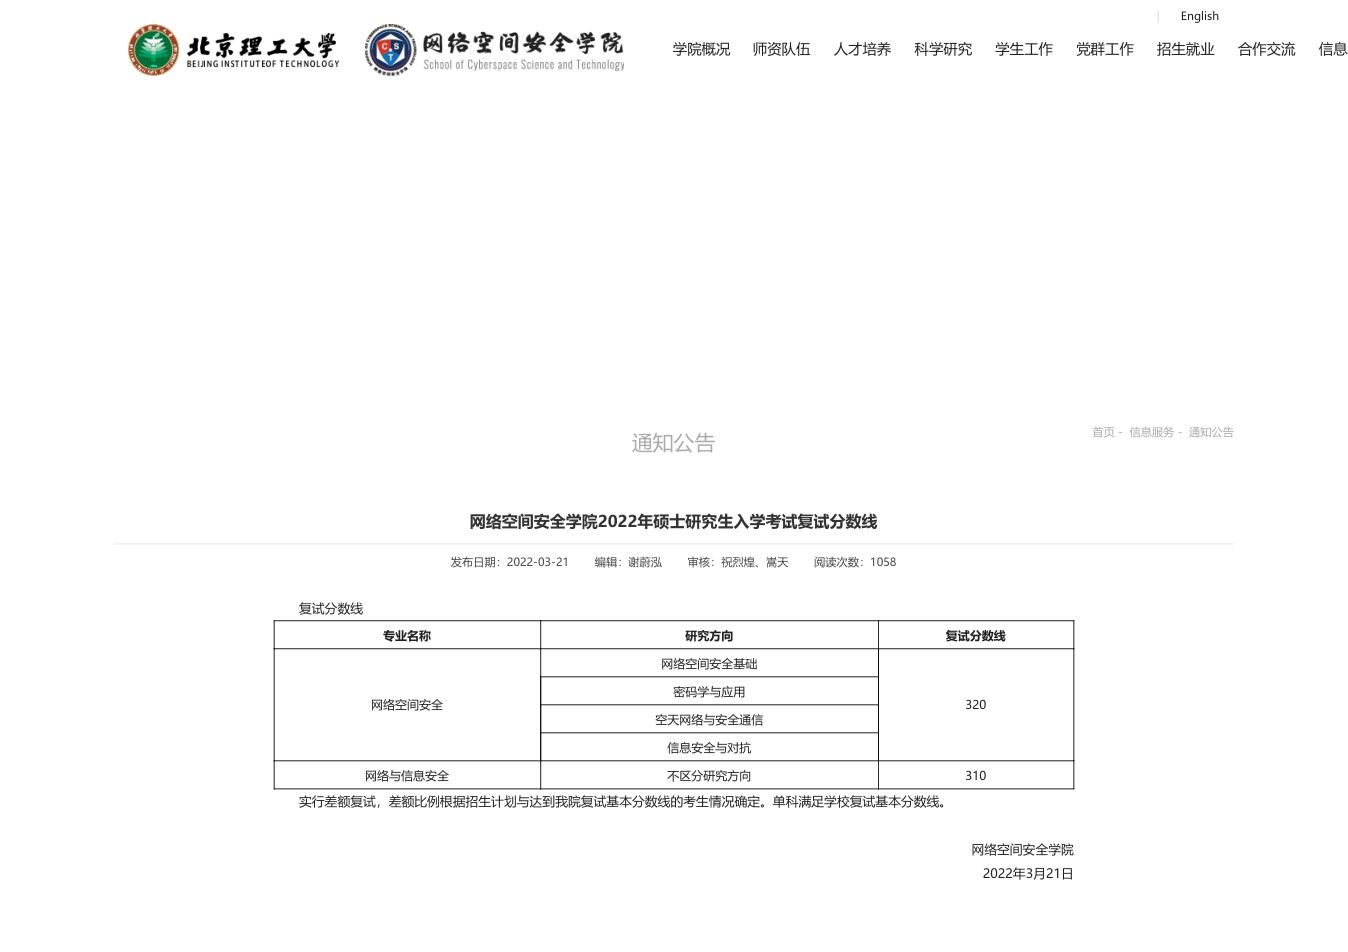 English
北京理工大学
BEIJING INSTITUTE OF TECHNOLOGY
网络空间安全学院
School of Cyberspace Science and Technology
学院概况 师资队伍 人才培养 科学研究 学生工作 党群工作 招生就业 合作交流 信息
首页 - 信息服务 - 通知公告
通知公告
网络空间安全学院2022年硕士研究生入学考试复试分数线
发布日期：2022-03-21 编辑：谢蔚泓 审核：祝烈煌、嵩天 阅读次数：1058
复试分数线
专业名称 研究方向 复试分数线
网络空间安全基础
密码学与应用
网络空间安全 320
空天网络与安全通信
信息安全与对抗
网络与信息安全 不区分研究方向 310
实行差额复试，差额比例根据招生计划与达到我院复试基本分数线的考生情况确定。单科满足学校复试基本分数线。
网络空间安全学院
2022年3月21日